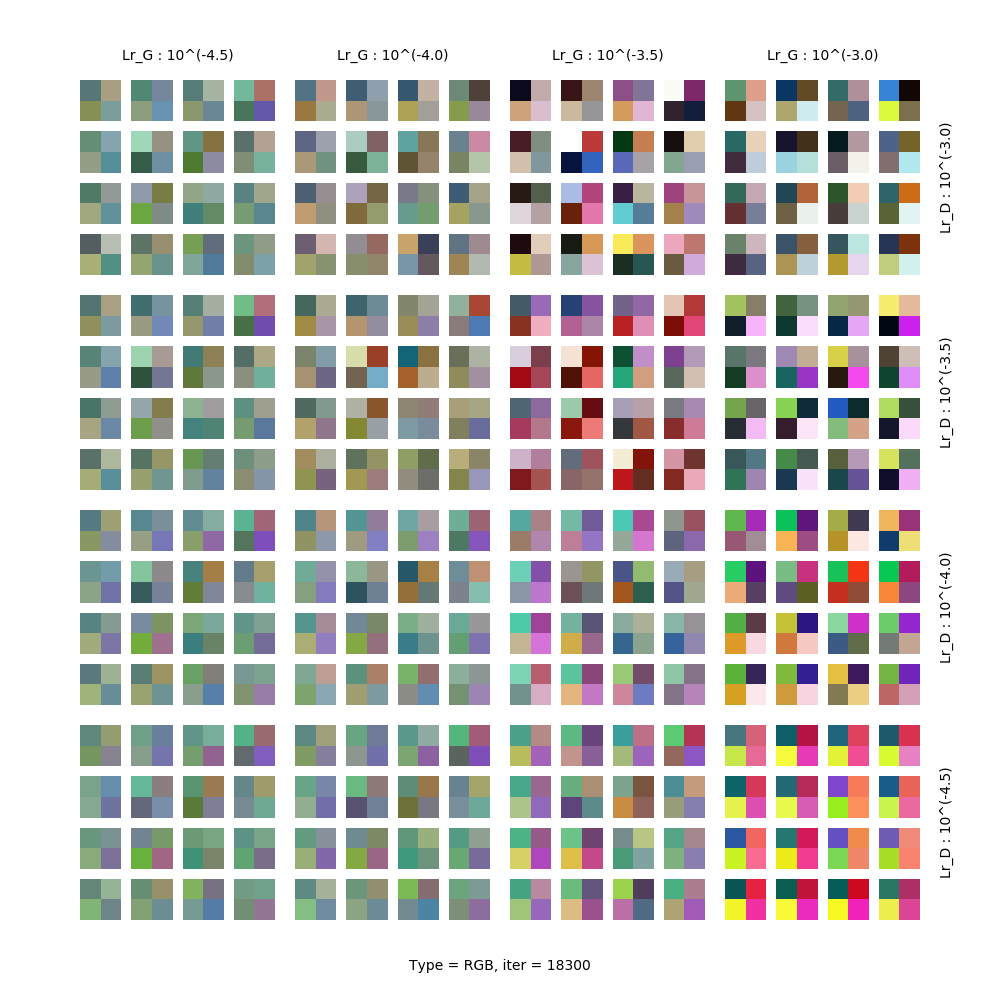 Lr_G : 10^(-4.5)
Lr_G : 10^(-4.0)
Lr_G : 10^(-3.5)
Lr_G : 10^(-3.0)
Lr_D : 10^(-3.0)
Lr_D : 10^(-3.5)
Lr_D : 10^(-4.0)
Lr_D : 10^(-4.5)
Type = RGB, iter = 18300